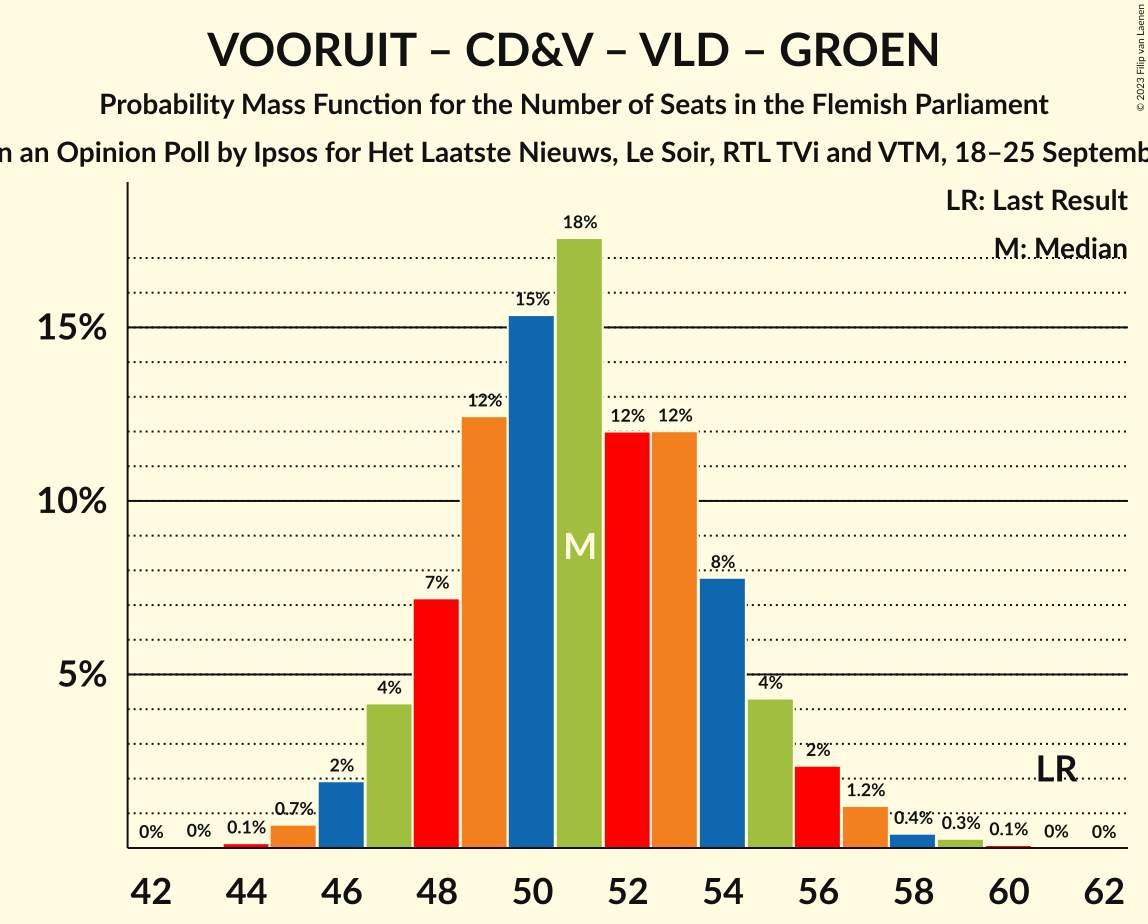 VOORUIT – CD&V – VLD – GROEN
Probability Mass Function for the Number of Seats in the Flemish Parliament
n an Opinion Poll by Ipsos for Het Laatste Nieuws, Le Soir, RTL TVi and VTM, 18–25 Septemb
© 2023 Filip van Laenen
LR: Last Result
M: Median
15%
10%
5%
0%
0%
0.1%
0.7%
2%
4%
7%
12%
15%
18%
12%
12%
8%
4%
2%
1.2%
0.4%
0.3%
0.1%
0%
0%
M
LR
42 44 46 48 50 52 54 56 58 60 62